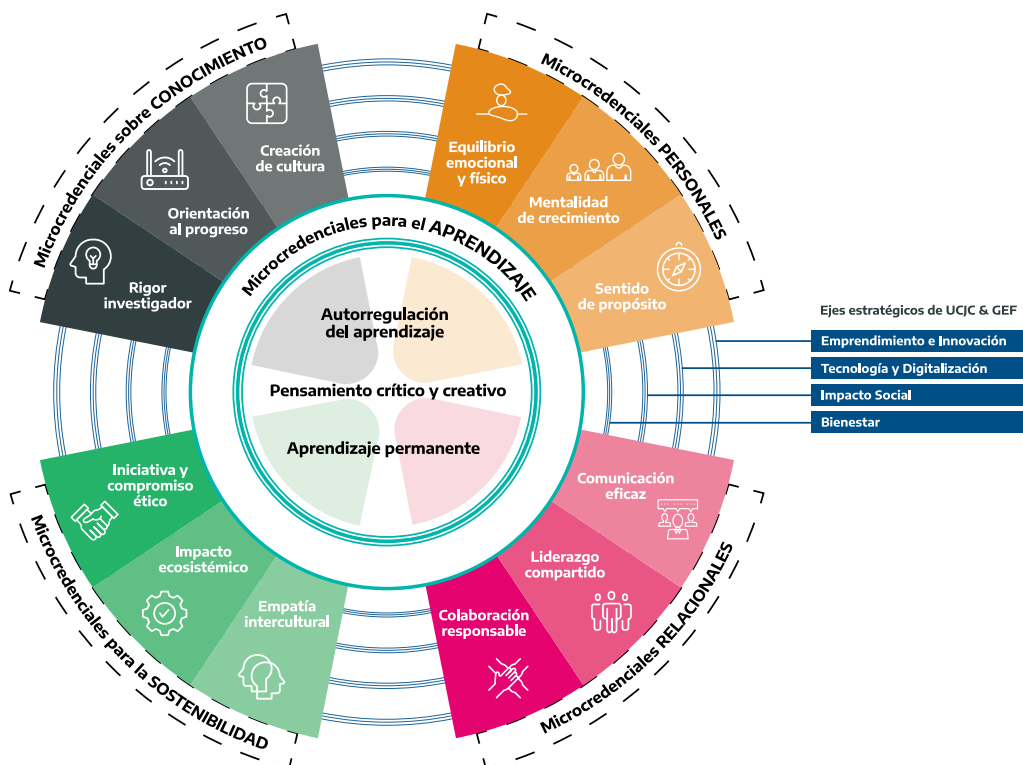 Microcredenciales sobre CONOCIMIENTO
Creación
de cultura
Orientación
al progreso
Rigor
investigador
Microcredenciales PERSONALES
Equilibrio
emocional
y físico
Mentalidad
de crecimiento
Sentido
de propósito
Microcredenciales para el APRENDIZAJE
Autorregulación
del aprendizaje
Pensamiento crítico y creativo
Aprendizaje permanente
Ejes estratégicos de UCJC & GEF
Emprendimiento e Innovación
Tecnología y Digitalización
Impacto Social
Bienestar
Iniciativa y
compromiso
ético
Impacto
ecosistémico
Empatía
intercultural
Microcredenciales para la SOSTENIBILIDAD
Comunicación
eficaz
Liderazgo
compartido
Colaboración
responsable
Microcredenciales RELACIONALES